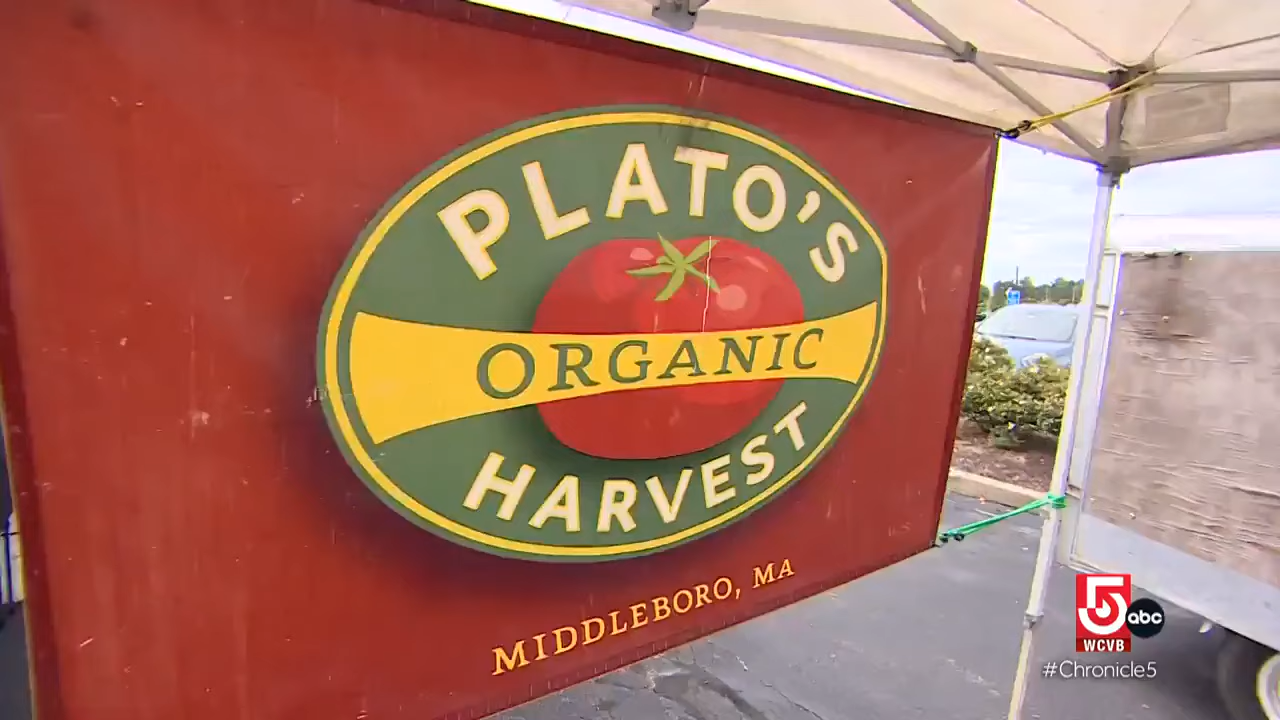 PLATO'S
ORGANIC
HARVEST
MIDDLEBORO, MA
5
abc
WCVB
#Chronicle5